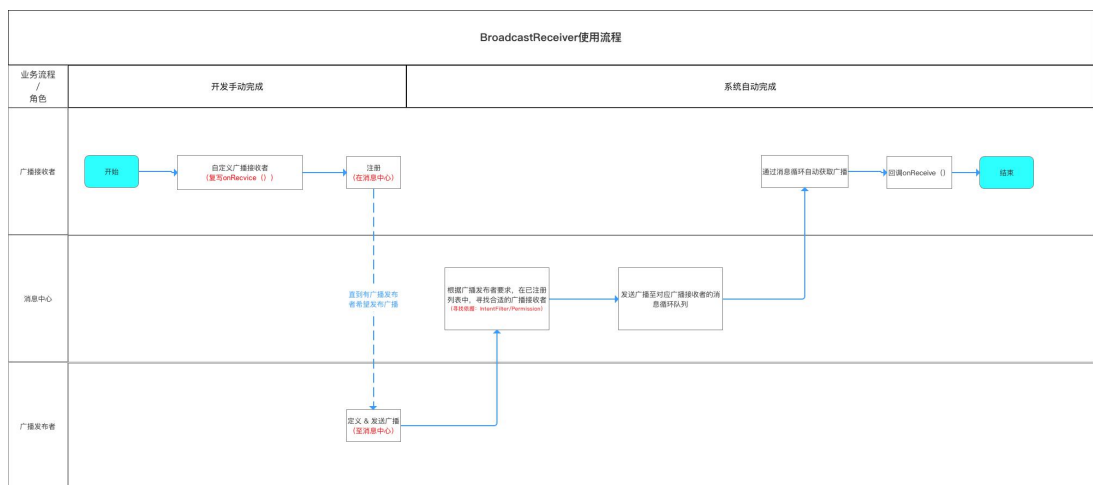 BroadcastReceiver使用流程
业务流程
/
角色
开发手动完成
系统自动完成
广播接收者
开始
自定义广播接收者
（复写onRecvice（））
注册
（在消息中心）
通过消息循环自动获取广播
回调onReceive（）
结束
直到有广播发布
者希望发布广播
消息中心
根据广播发布者要求，在已注册
列表中，寻找合适的广播接收者
（寻找依据：IntentFilter/Permission）
发送广播至对应广播接收者的消
息循环队列
广播发布者
定义 & 发送广播
（至消息中心）